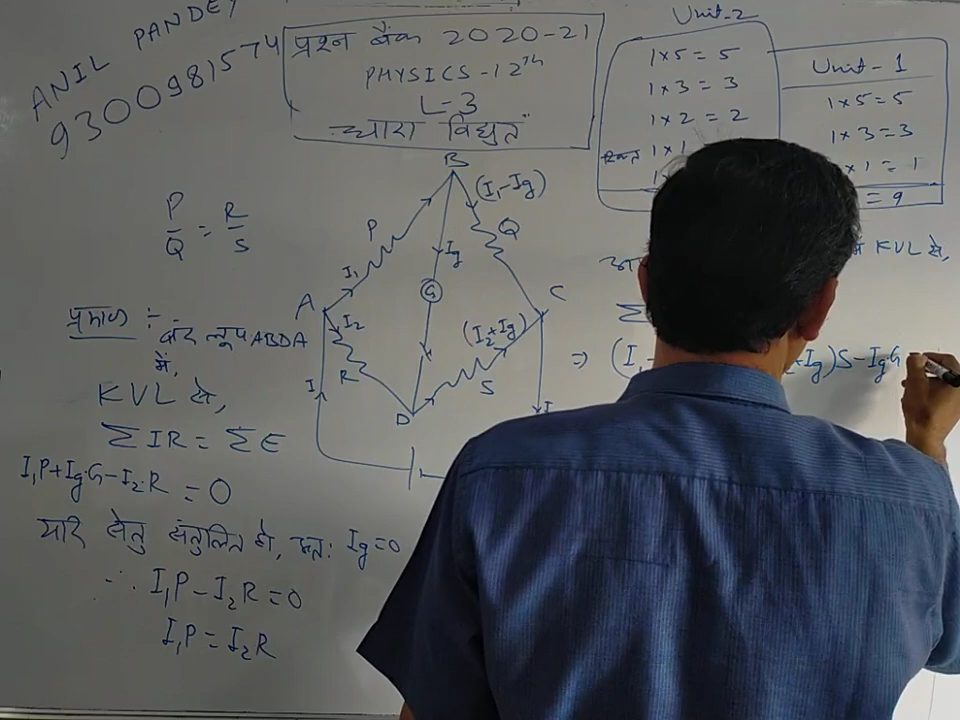 ANIL PANDEY
9300981574
प्रश्न बैंक 2020-21
PHYSICS-12th
L-3
धारा विद्युत"
Unit-2
1×5=5
1×3=3
1×2=2
1×1
Unit-1
1×5=5
1×3=3
×1=1
=9
P/Q = R/S
प्रमाण :-
बंद लूप ABDA
में,
KVL से,
ΣIR = ΣE
I₁P+Ig.G-I₂.R = 0
यदि सेतु संतुलित हो, अतः Ig=0
∴ I₁P-I₂R=0
I₁P=I₂R
B
(I₁-Ig)
P
Q
Ig
I₁
G
A
C
I₂
(I₂+Ig)
R
S
I
D
I
में KVL से,
Σ
⇒ (I₁- +Ig)S-IgG